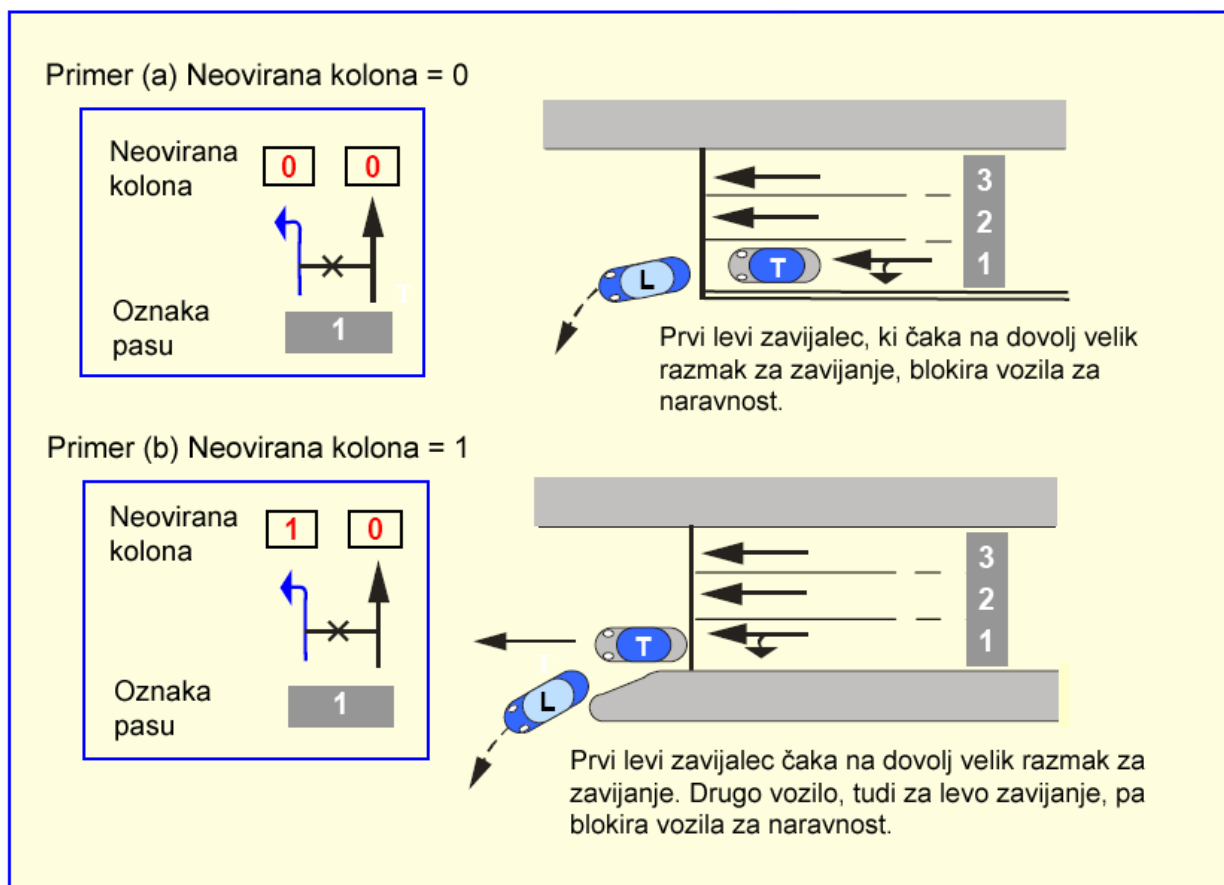 Primer (a) Neovirana kolona = 0
Neovirana
kolona
0 0
T
Oznaka
pasu
1
3
2
1
L
T
Prvi levi zavijalec, ki čaka na dovolj velik
razmak za zavijanje, blokira vozila za
naravnost.
Primer (b) Neovirana kolona = 1
Neovirana
kolona
1 0
Oznaka
pasu
1
3
2
1
T
T
L
Prvi levi zavijalec čaka na dovolj velik razmak za
zavijanje. Drugo vozilo, tudi za levo zavijanje, pa
blokira vozila za naravnost.